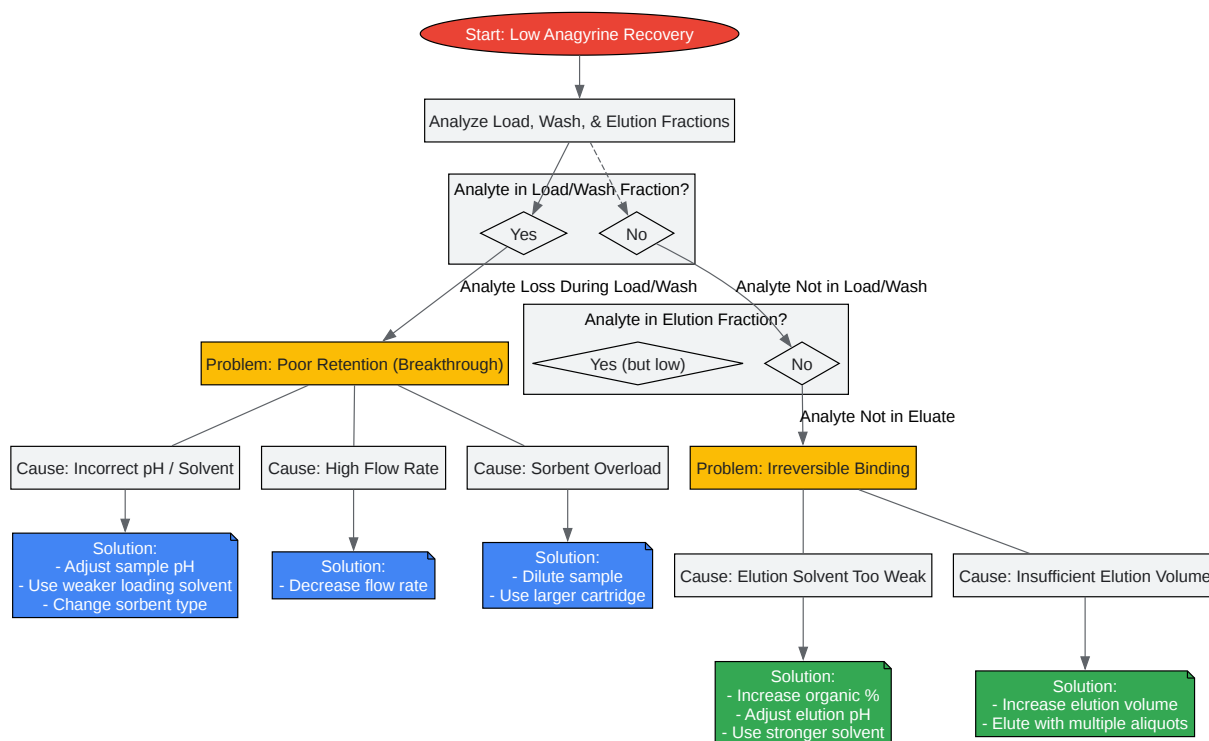 Start: Low Anagyrine Recovery
Analyze Load, Wash, & Elution Fractions
Analyte in Load/Wash Fraction?
Yes
No
Analyte Loss During Load/Wash
Analyte Not in Load/Wash
Analyte in Elution Fraction?
Yes (but low)
No
Problem: Poor Retention (Breakthrough)
Analyte Not in Eluate
Cause: Incorrect pH / Solvent
Cause: High Flow Rate
Cause: Sorbent Overload
Problem: Irreversible Binding
Solution:
- Adjust sample pH
- Use weaker loading solvent
- Change sorbent type
Solution:
- Decrease flow rate
Solution:
- Dilute sample
- Use larger cartridge
Cause: Elution Solvent Too Weak
Cause: Insufficient Elution Volume
Solution:
- Increase organic %
- Adjust elution pH
- Use stronger solvent
Solution:
- Increase elution volume
- Elute with multiple aliquots